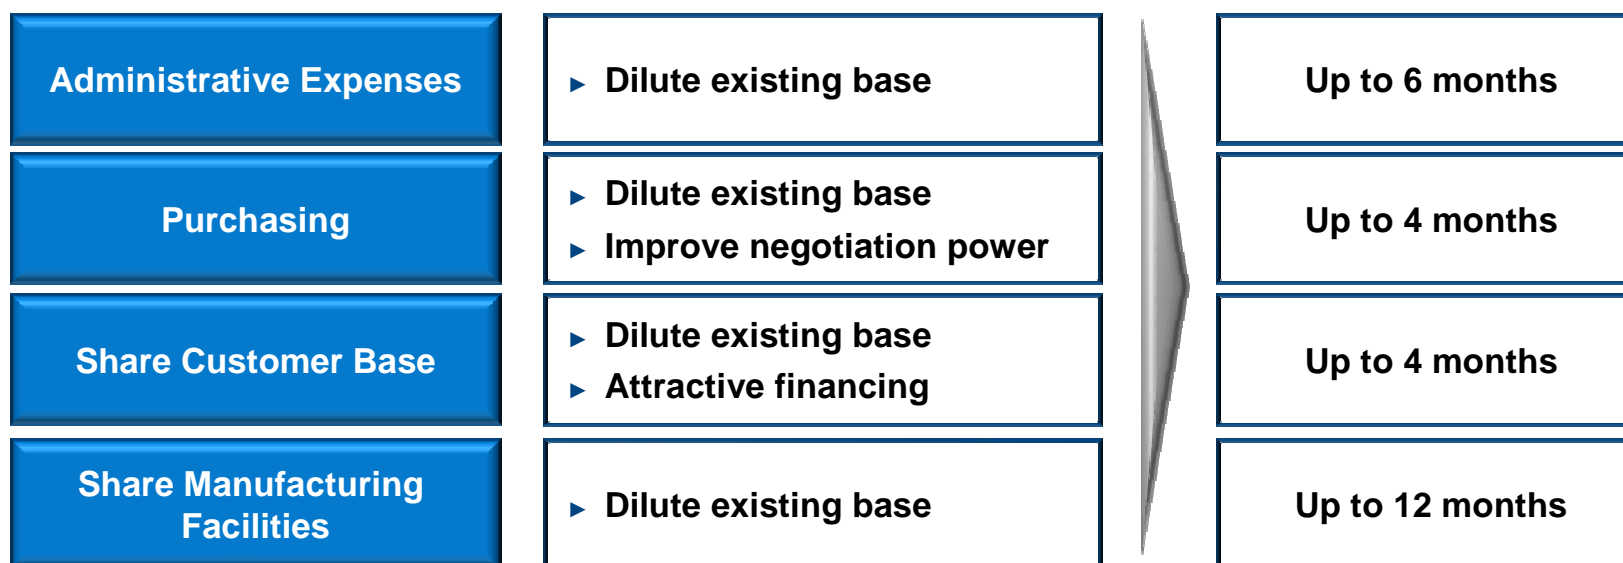 Administrative Expenses
► Dilute existing base
Up to 6 months
Purchasing
► Dilute existing base
► Improve negotiation power
Up to 4 months
Share Customer Base
► Dilute existing base
► Attractive financing
Up to 4 months
Share Manufacturing
Facilities
► Dilute existing base
Up to 12 months